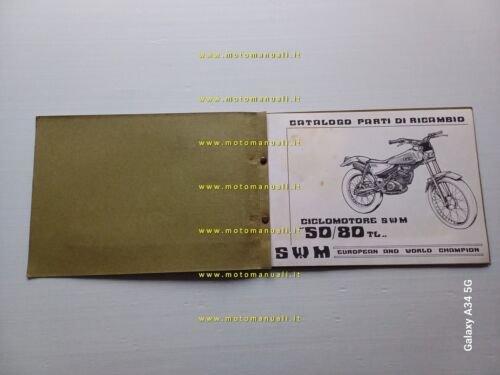 www.motomanuali.it
www.motomanuali.it
CATALOGO PARTI DI RICAMBIO
www.motomanuali.it
www.motomanuali.it
CICLOMOTORE SWM
50/80 TL..
SWM EUROPEAN AND WORLD CHAMPION
www.motomanuali.it
www.motomanuali.it
Galaxy A34 5G